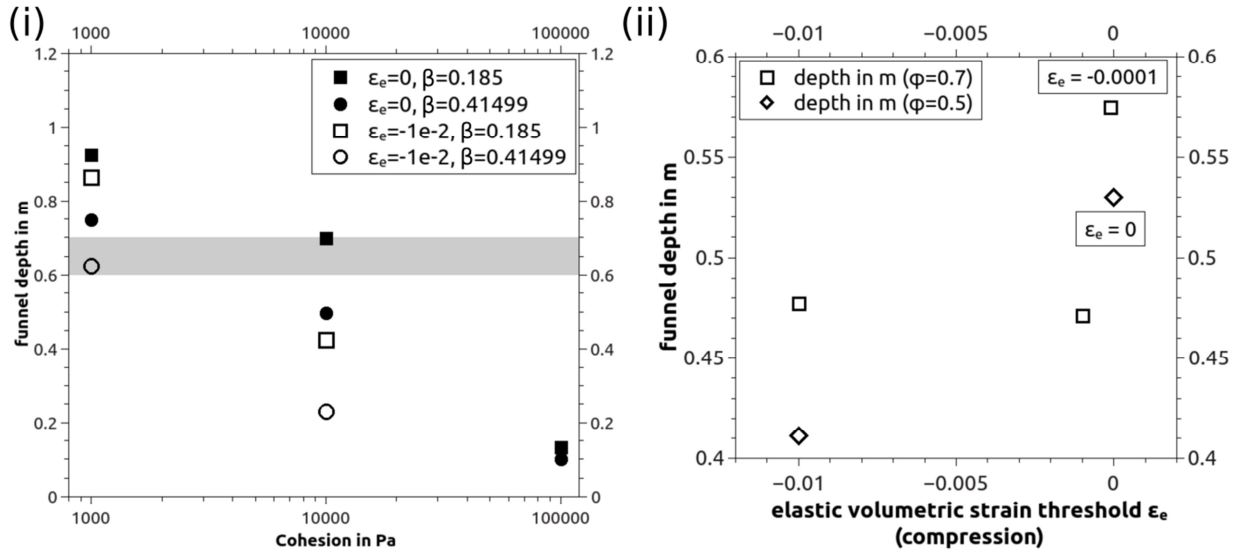 (i)
1000 10000 100000
1.2 1.2
εe=0, β=0.185
εe=0, β=0.41499
εe=-1e-2, β=0.185
εe=-1e-2, β=0.41499
1 1
0.8 0.8
0.6 0.6
0.4 0.4
0.2 0.2
0 0
funnel depth in m
1000 10000 100000
Cohesion in Pa
(ii)
−0.01 −0.005 0
0.6 0.6
depth in m (φ=0.7)
depth in m (φ=0.5)
εe = -0.0001
0.55 0.55
εe = 0
0.5 0.5
0.45 0.45
0.4 0.4
funnel depth in m
−0.01 −0.005 0
elastic volumetric strain threshold εe
(compression)